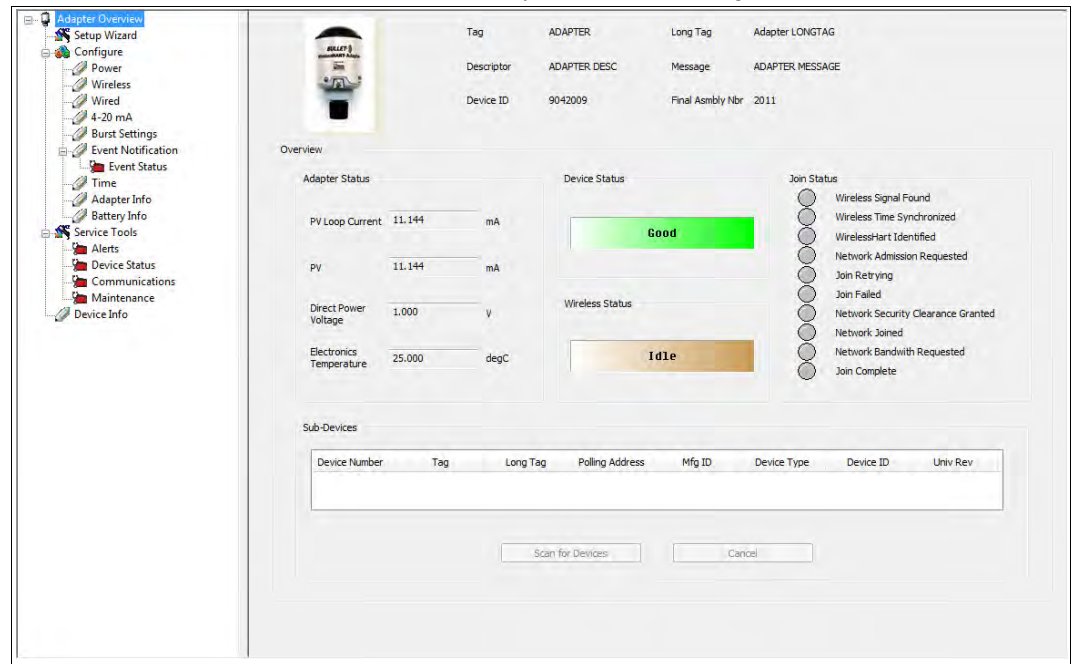 Adapter Overview
Setup Wizard
Configure
Power
Wireless
Wired
4-20 mA
Burst Settings
Event Notification
Event Status
Time
Adapter Info
Battery Info
Service Tools
Alerts
Device Status
Communications
Maintenance
Device Info
BULLET
Tag ADAPTER Long Tag Adapter LONGTAG
Descriptor ADAPTER DESC Message ADAPTER MESSAGE
Device ID 9042009 Final Asmbly Nbr 2011
Overview
Adapter Status
PV Loop Current 11.144 mA
PV 11.144 mA
Direct Power Voltage 1.000 V
Electronics Temperature 25.000 degC
Device Status
Good
Wireless Status
Idle
Join Status
Wireless Signal Found
Wireless Time Synchronized
WirelessHart Identified
Network Admission Requested
Join Retrying
Join Failed
Network Security Clearance Granted
Network Joined
Network Bandwith Requested
Join Complete
Sub-Devices
Device Number Tag Long Tag Polling Address Mfg ID Device Type Device ID Univ Rev
Scan for Devices Cancel